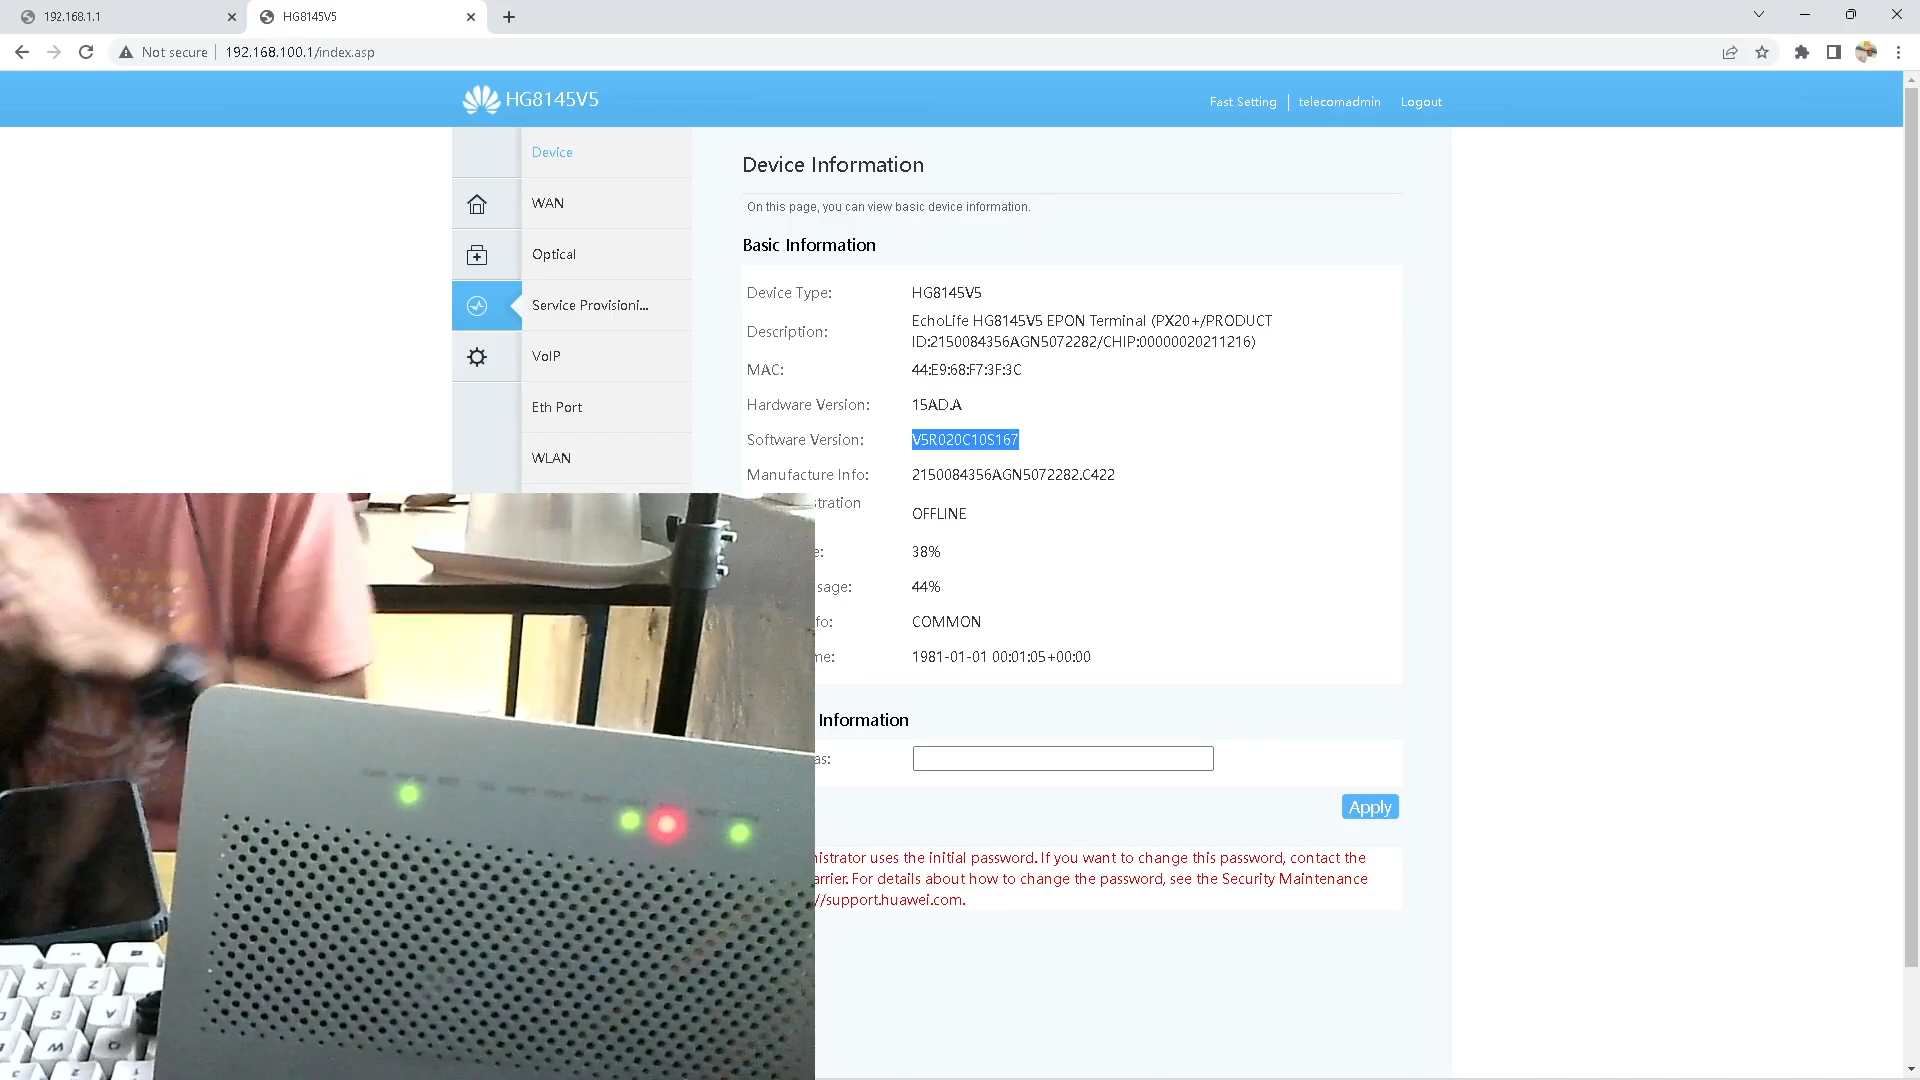 192.168.1.1
HG8145V5
Not secure
192.168.100.1/index.asp
HG8145V5
Fast Setting
telecomadmin
Logout
Device
WAN
Optical
Service Provisioni...
VoIP
Eth Port
WLAN
Device Information
On this page, you can view basic device information.
Basic Information
Device Type: HG8145V5
Description: EchoLife HG8145V5 EPON Terminal (PX20+/PRODUCT
ID:2150084356AGN5072282/CHIP:00000020211216)
MAC: 44:E9:68:F7:3F:3C
Hardware Version: 15AD.A
Software Version: V5R020C10S167
Manufacture Info: 2150084356AGN5072282.C422
stration
OFFLINE
e: 38%
sage: 44%
fo: COMMON
me: 1981-01-01 00:01:05+00:00
Information
as:
Apply
nistrator uses the initial password. If you want to change this password, contact the
arrier. For details about how to change the password, see the Security Maintenance
//support.huawei.com.
X
Z
S
A
W